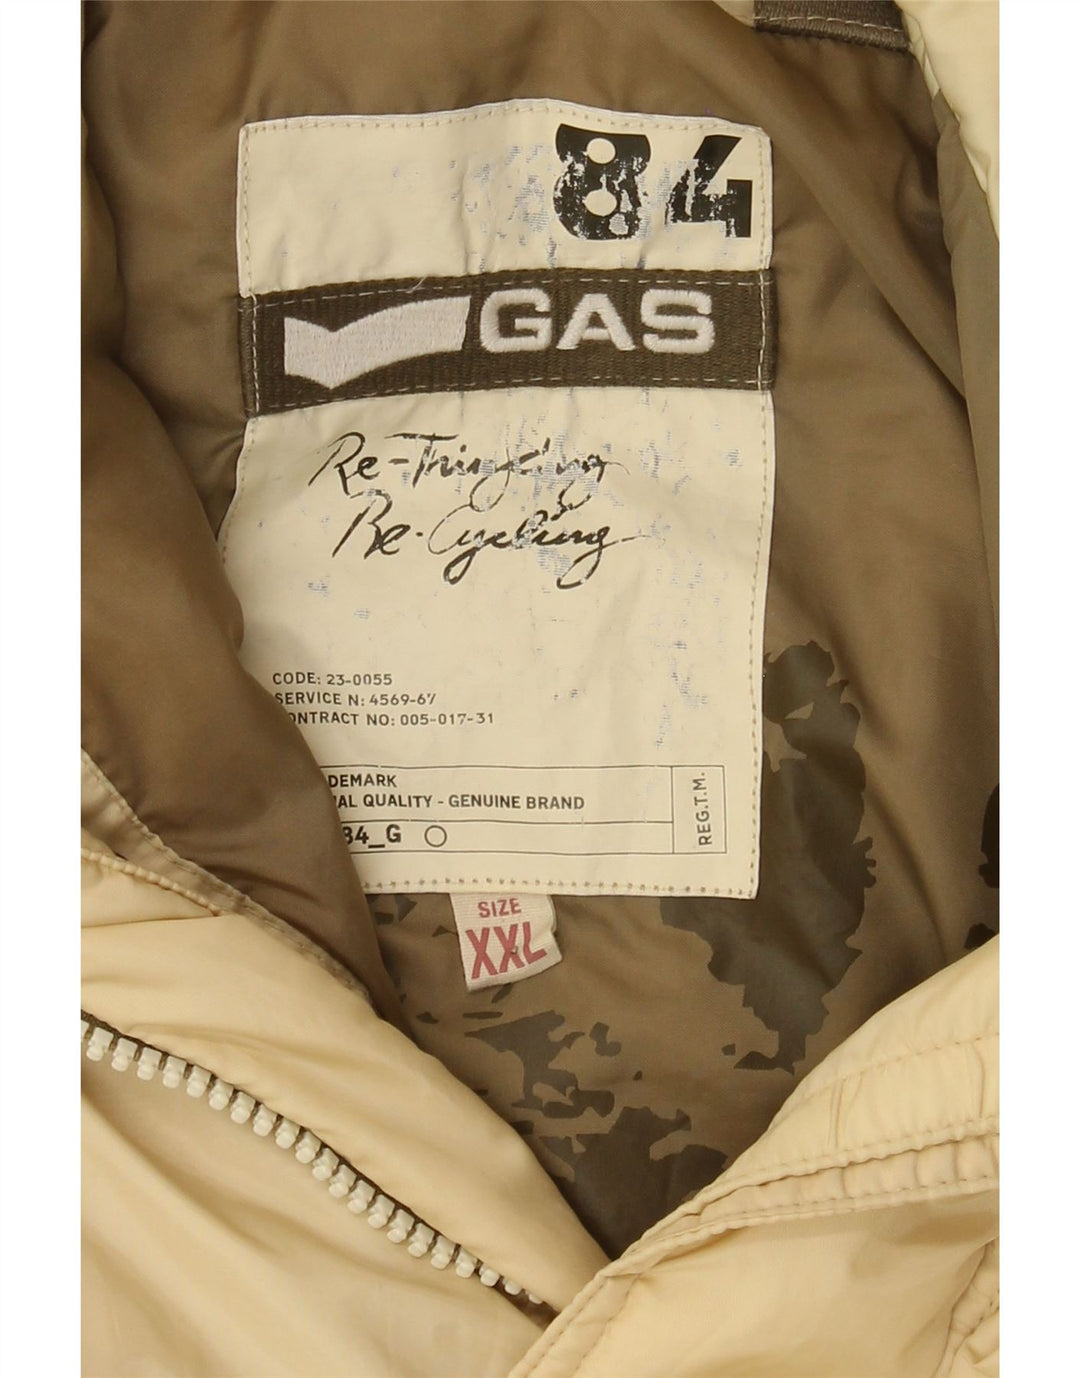 84
GAS
Re-Thinking
Re-Cycling
CODE: 23-0055
SERVICE N: 4569-67
ONTRACT NO: 005-017-31
DEMARK
AL QUALITY - GENUINE BRAND
84_G
REG.T.M.
SIZE
XXL